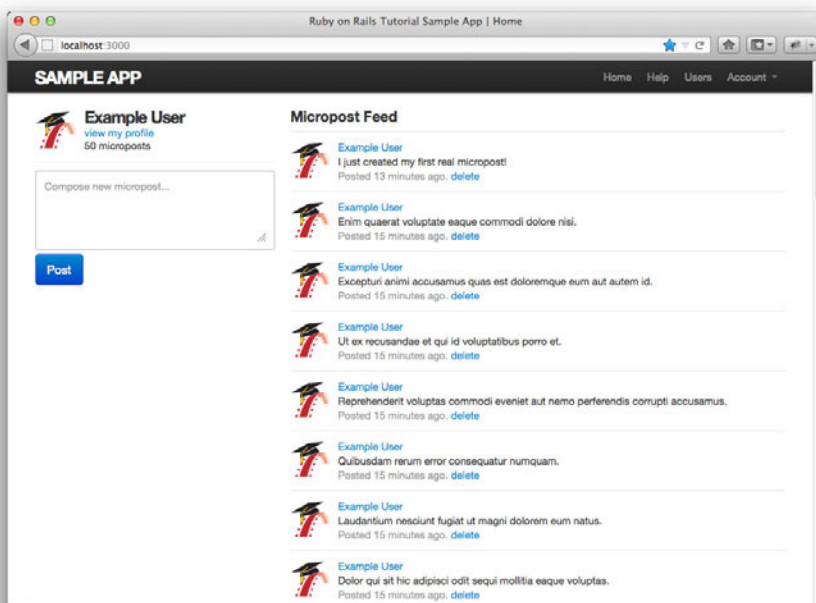 Ruby on Rails Tutorial Sample App | Home
localhost:3000
SAMPLE APP
Home Help Users Account
Example User
view my profile
50 microposts
Compose new micropost...
Post
Micropost Feed
Example User
I just created my first real micropost!
Posted 13 minutes ago. delete
Example User
Enim quaerat voluptate eaque commodi dolore nisi.
Posted 15 minutes ago. delete
Example User
Excepturi animi accusamus quas est doloremque eum aut autem id.
Posted 15 minutes ago. delete
Example User
Ut ex recusandae et qui id voluptatibus porro et.
Posted 15 minutes ago. delete
Example User
Reprehenderit voluptas commodi eveniet aut nemo perferendis corrupti accusamus.
Posted 15 minutes ago. delete
Example User
Quibusdam rerum error consequatur numquam.
Posted 15 minutes ago. delete
Example User
Laudantium nesciunt fugiat ut magni dolorem eum natus.
Posted 15 minutes ago. delete
Example User
Dolor qui sit hic adipisci odit sequi mollitia eaque voluptas.
Posted 15 minutes ago. delete